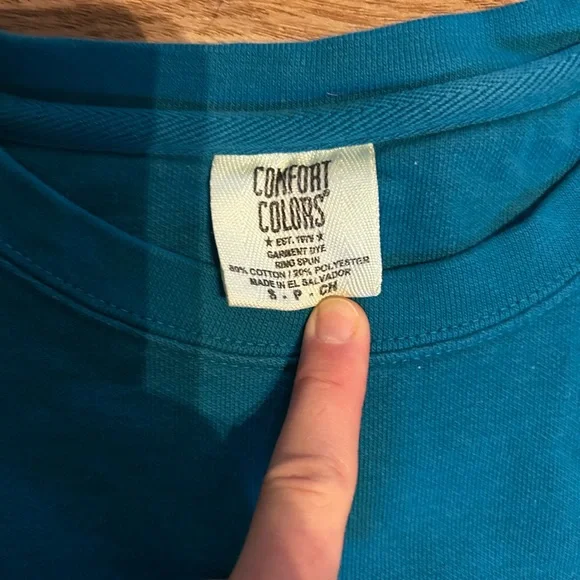 COMFORT
COLORS®
★ EST. 1975 ★
GARMENT DYE
RING SPUN
80% COTTON / 20% POLYESTER
MADE IN EL SALVADOR
S - P - CH